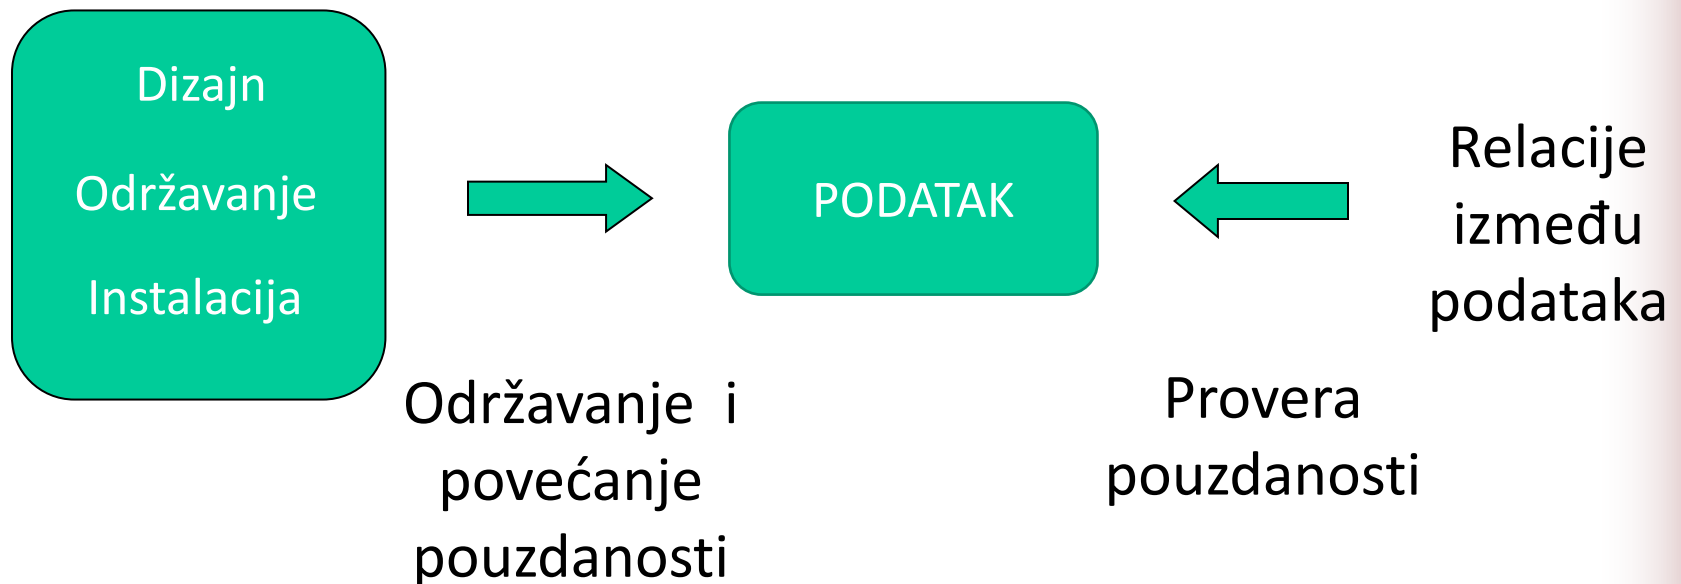 Dizajn
Održavanje
Instalacija
Održavanje i
povećanje
pouzdanosti
PODATAK
Provera
pouzdanosti
Relacije
između
podataka